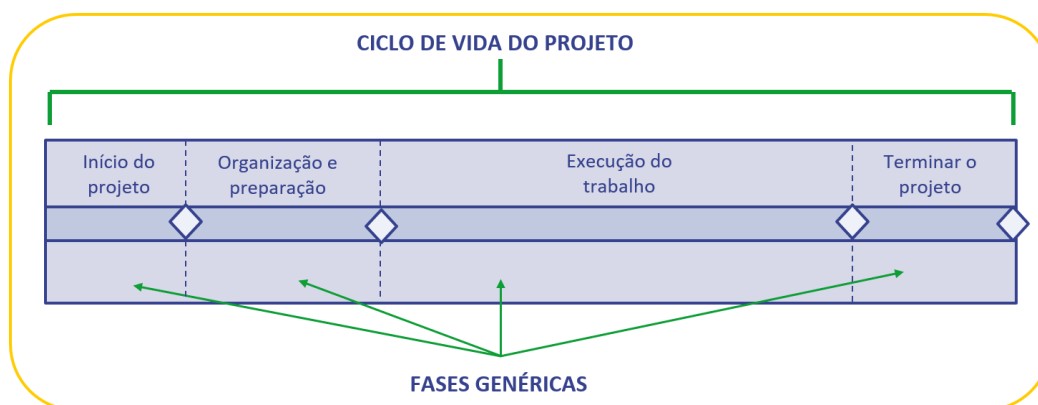 CICLO DE VIDA DO PROJETO
Início do
projeto
Organização e
preparação
Execução do
trabalho
Terminar o
projeto
FASES GENÉRICAS